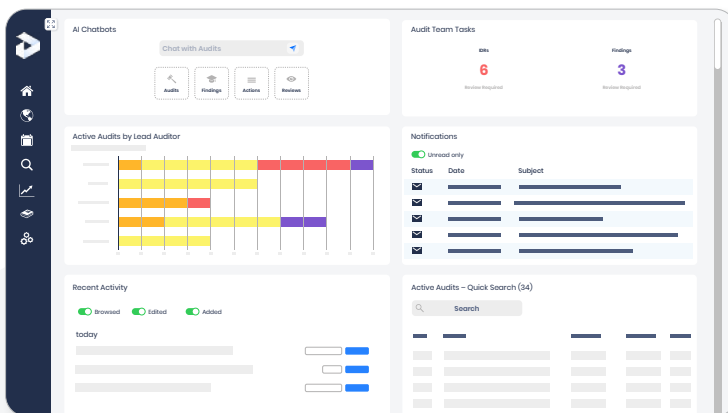 AI Chatbots
Chat with Audits
Audits
Findings
Actions
Reviews
Audit Team Tasks
IDRs
Findings
6
3
Review Required
Review Required
Active Audits by Lead Auditor
Notifications
Unread only
Status Date Subject
Recent Activity
Browsed
Edited
Added
today
Active Audits – Quick Search (34)
Search